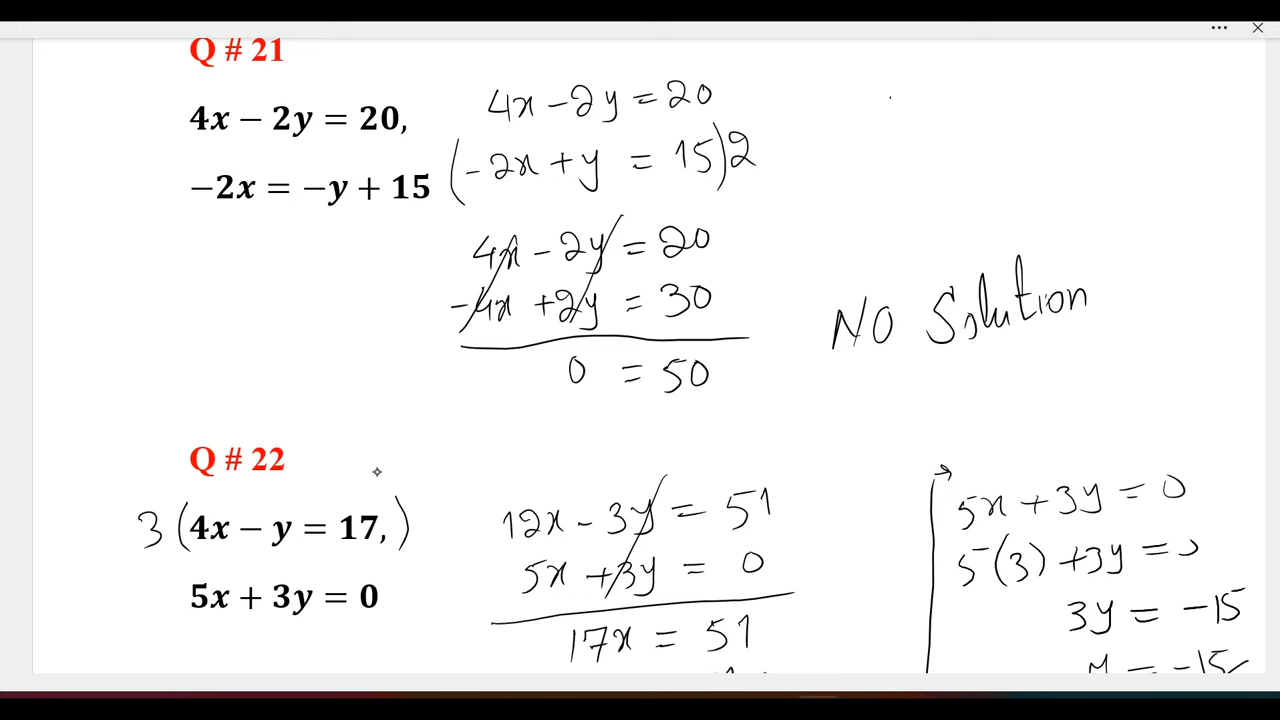 Q # 21
4x − 2y = 20,
−2x = −y + 15
4x − 2y = 20
(−2x + y = 15)2
4x − 2y = 20
−4x + 2y = 30
0 = 50
NO Solution
Q # 22
3 (4x − y = 17, )
5x + 3y = 0
12x − 3y = 51
5x + 3y = 0
17x = 51
5x + 3y = 0
5(3) + 3y = 0
3y = −15
y = −15